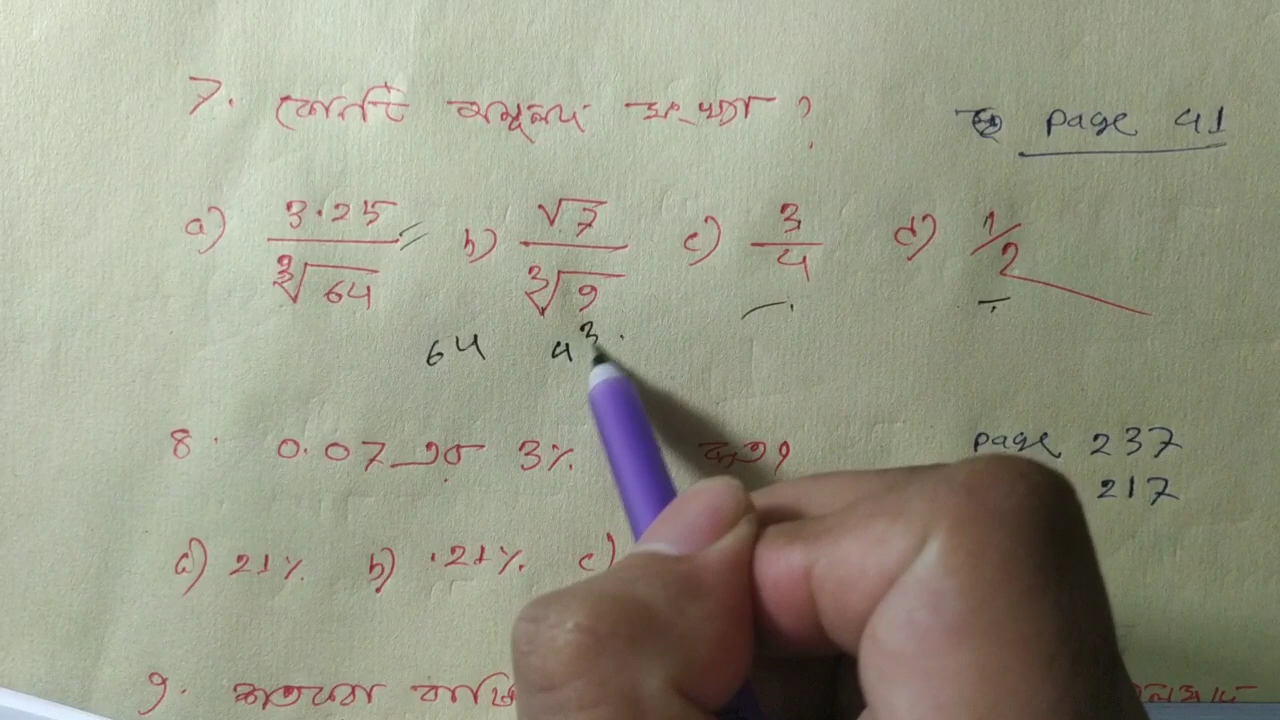 7. কোনটি অমূলদ সংখ্যা ?
page 41
a) 3.25/∛64 b) √7/∛9 c) 3/4 d) 1/2
64 4³
8. 0.07 এর 3% কত?
page 237
217
a) 21% b) .21% c)
9. শতকরা বার্ষি